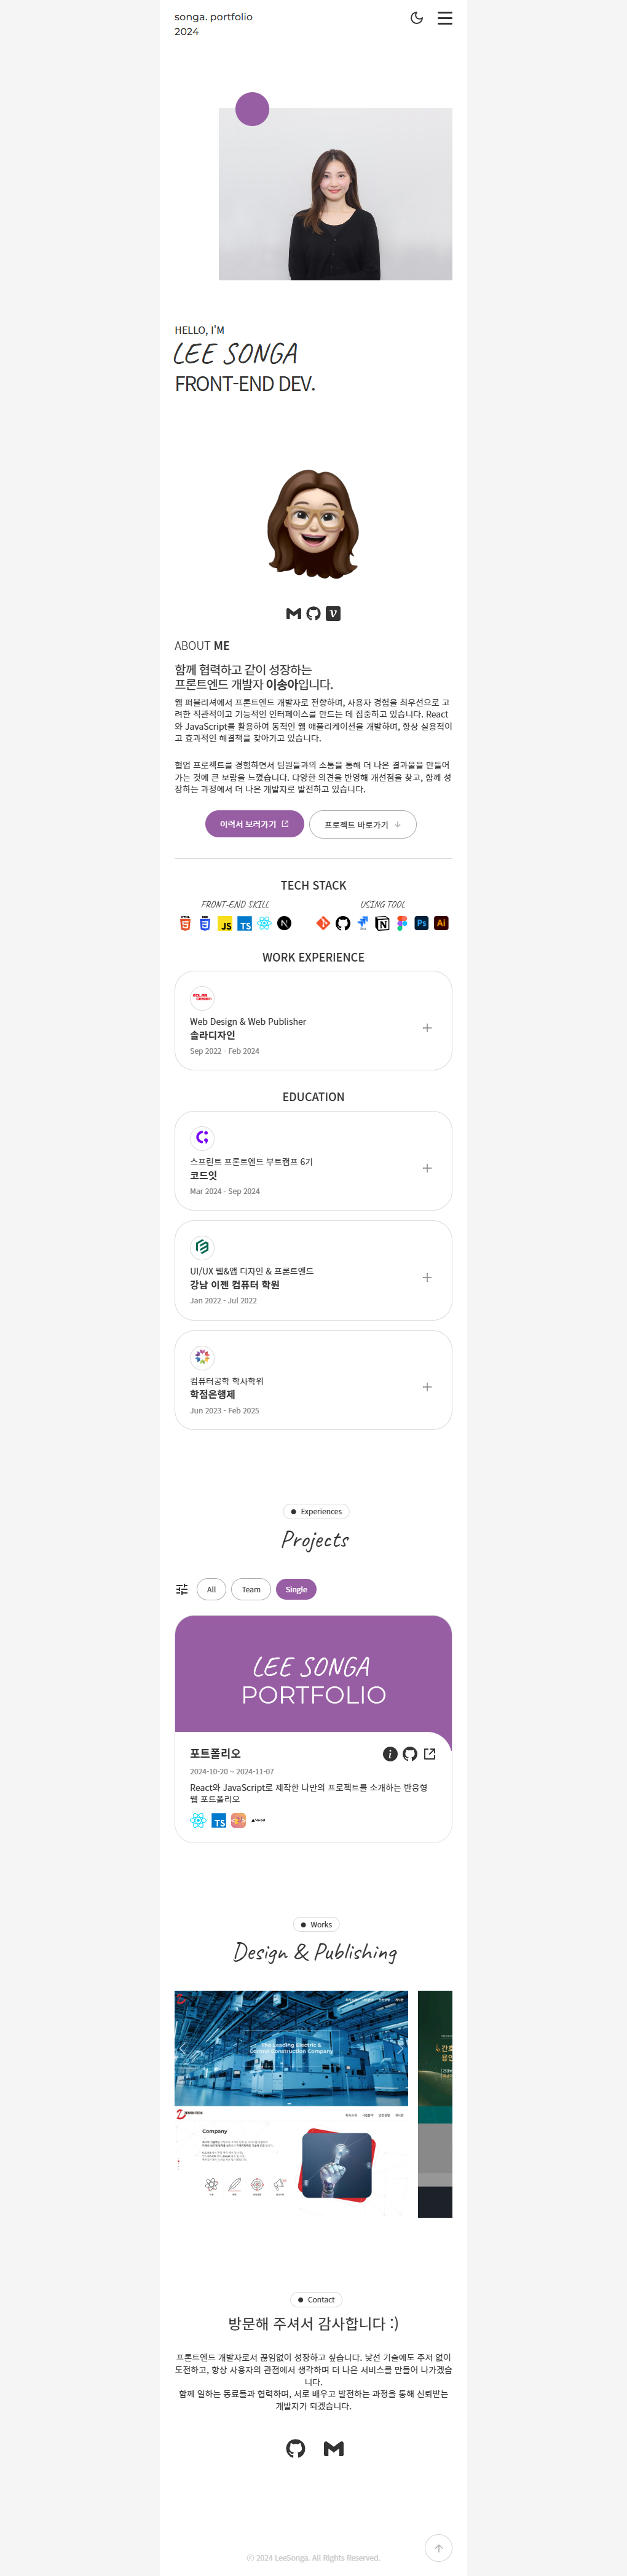 songa. portfolio
2024
HELLO, I'M
LEE SONGA
FRONT-END DEV.
ABOUT ME
함께 협력하고 같이 성장하는
프론트엔드 개발자 이송아입니다.
웹 퍼블리셔에서 프론트엔드 개발자로 전향하며, 사용자 경험을 최우선으로 고
려한 직관적이고 기능적인 인터페이스를 만드는 데 집중하고 있습니다. React
와 JavaScript를 활용하여 동적인 웹 애플리케이션을 개발하며, 항상 실용적이
고 효과적인 해결책을 찾아가고 있습니다.
협업 프로젝트를 경험하면서 팀원들과의 소통을 통해 더 나은 결과물을 만들어
가는 것에 큰 보람을 느꼈습니다. 다양한 의견을 반영해 개선점을 찾고, 함께 성
장하는 과정에서 더 나은 개발자로 발전하고 있습니다.
이력서 보러가기
프로젝트 바로가기
TECH STACK
FRONT-END SKILL
USING TOOL
JS
TS
N
Ps
Ai
WORK EXPERIENCE
Web Design & Web Publisher
솔라디자인
Sep 2022 - Feb 2024
EDUCATION
스프린트 프론트엔드 부트캠프 6기
코드잇
Mar 2024 - Sep 2024
UI/UX 웹&앱 디자인 & 프론트엔드
강남 이젠 컴퓨터 학원
Jan 2022 - Jul 2022
컴퓨터공학 학사학위
학점은행제
Jun 2023 - Feb 2025
Experiences
Projects
All
Team
Single
LEE SONGA
PORTFOLIO
포트폴리오
2024-10-20 ~ 2024-11-07
React와 JavaScript로 제작한 나만의 프로젝트를 소개하는 반응형
웹 포트폴리오
TS
Works
Design & Publishing
The Leading Electric &
Control Construction Company
Company
Contact
방문해 주셔서 감사합니다 :)
프론트엔드 개발자로서 끊임없이 성장하고 싶습니다. 낯선 기술에도 주저 없이
도전하고, 항상 사용자의 관점에서 생각하며 더 나은 서비스를 만들어 나가겠습
니다.
함께 일하는 동료들과 협력하며, 서로 배우고 발전하는 과정을 통해 신뢰받는
개발자가 되겠습니다.
ⓒ 2024 LeeSonga. All Rights Reserved.